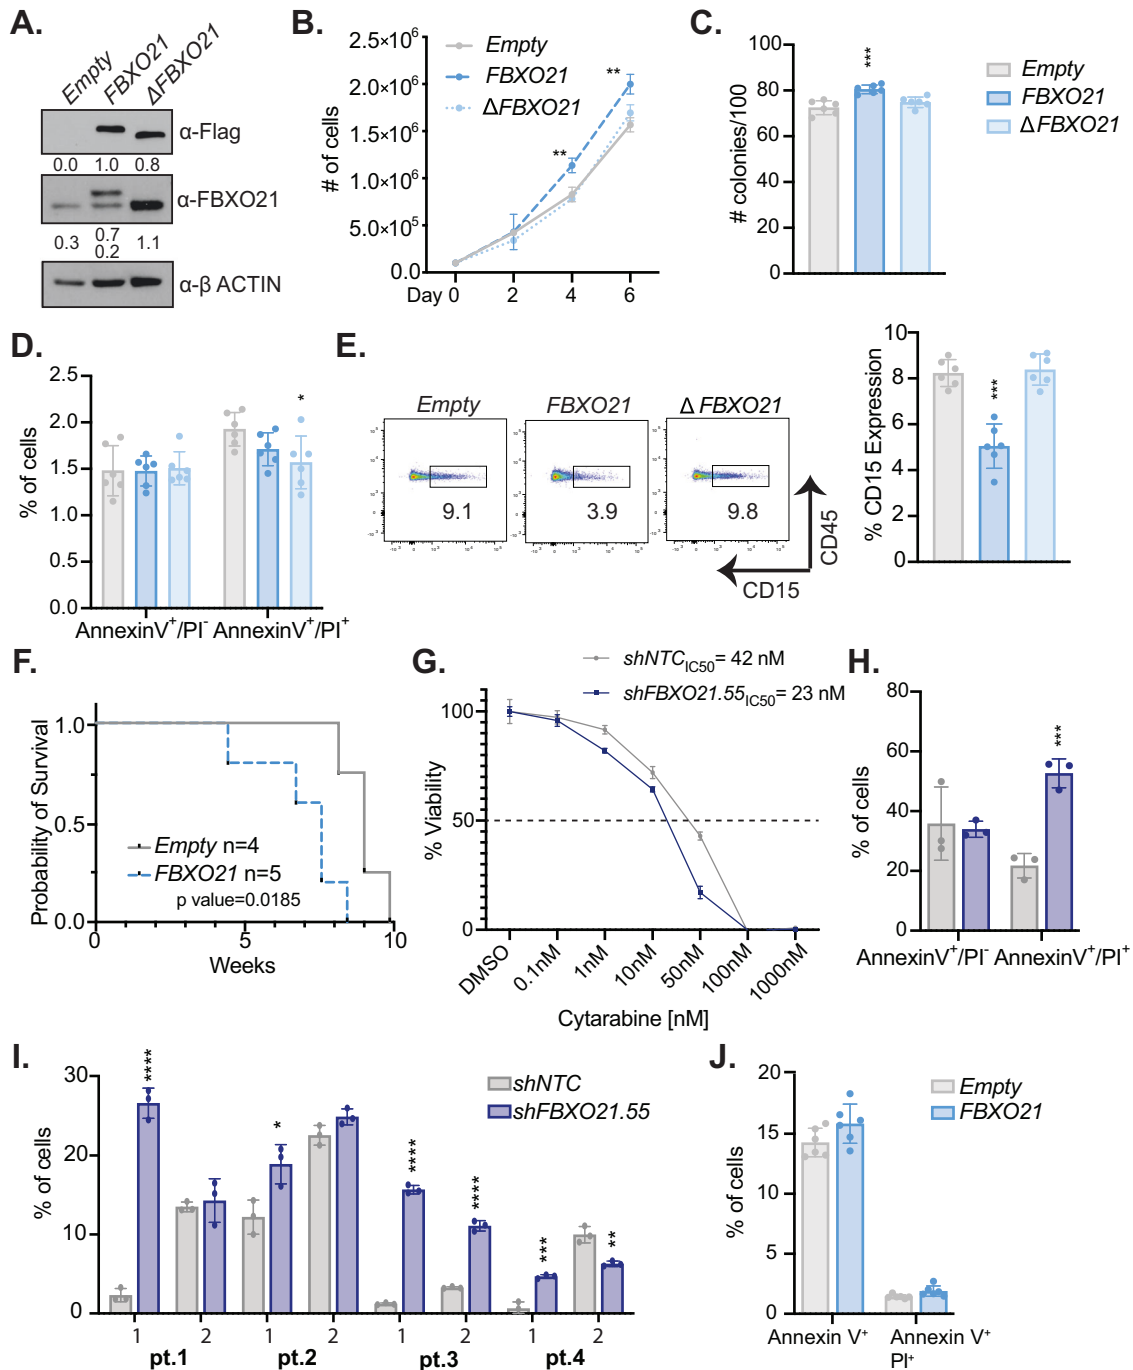 A.
Empty
FBXO21
ΔFBXO21
α-Flag
0.0 1.0 0.8
α-FBXO21
0.3 0.7 1.1
0.2
α-β ACTIN
B.
# of cells
2.5×10⁶
2.0×10⁶
1.5×10⁶
1.0×10⁶
5.0×10⁵
0.0
Day 0 2 4 6
Empty
FBXO21
ΔFBXO21
**
**
C.
# colonies/100
100
80
60
40
20
0
***
Empty
FBXO21
ΔFBXO21
D.
% of cells
2.5
2.0
1.5
1.0
0.5
0.0
*
AnnexinV⁺/PI⁻ AnnexinV⁺/PI⁺
E.
Empty
FBXO21
Δ FBXO21
9.1
3.9
9.8
CD45
CD15
% CD15 Expression
10
8
6
4
2
0
***
F.
Probability of Survival
1.0
0.5
0.0
0 5 10
Weeks
Empty n=4
FBXO21 n=5
p value=0.0185
G.
shNTC IC50= 42 nM
shFBXO21.55 IC50= 23 nM
% Viability
100
50
0
DMSO
0.1nM
1nM
10nM
50nM
100nM
1000nM
Cytarabine [nM]
H.
% of cells
80
60
40
20
0
***
AnnexinV⁺/PI⁻ AnnexinV⁺/PI⁺
I.
% of cells
30
20
10
0
****
*
****
****
***
**
shNTC
shFBXO21.55
1 2 1 2 1 2 1 2
pt.1 pt.2 pt.3 pt.4
J.
% of cells
20
15
10
5
0
Empty
FBXO21
Annexin V⁺ Annexin V⁺
PI⁺